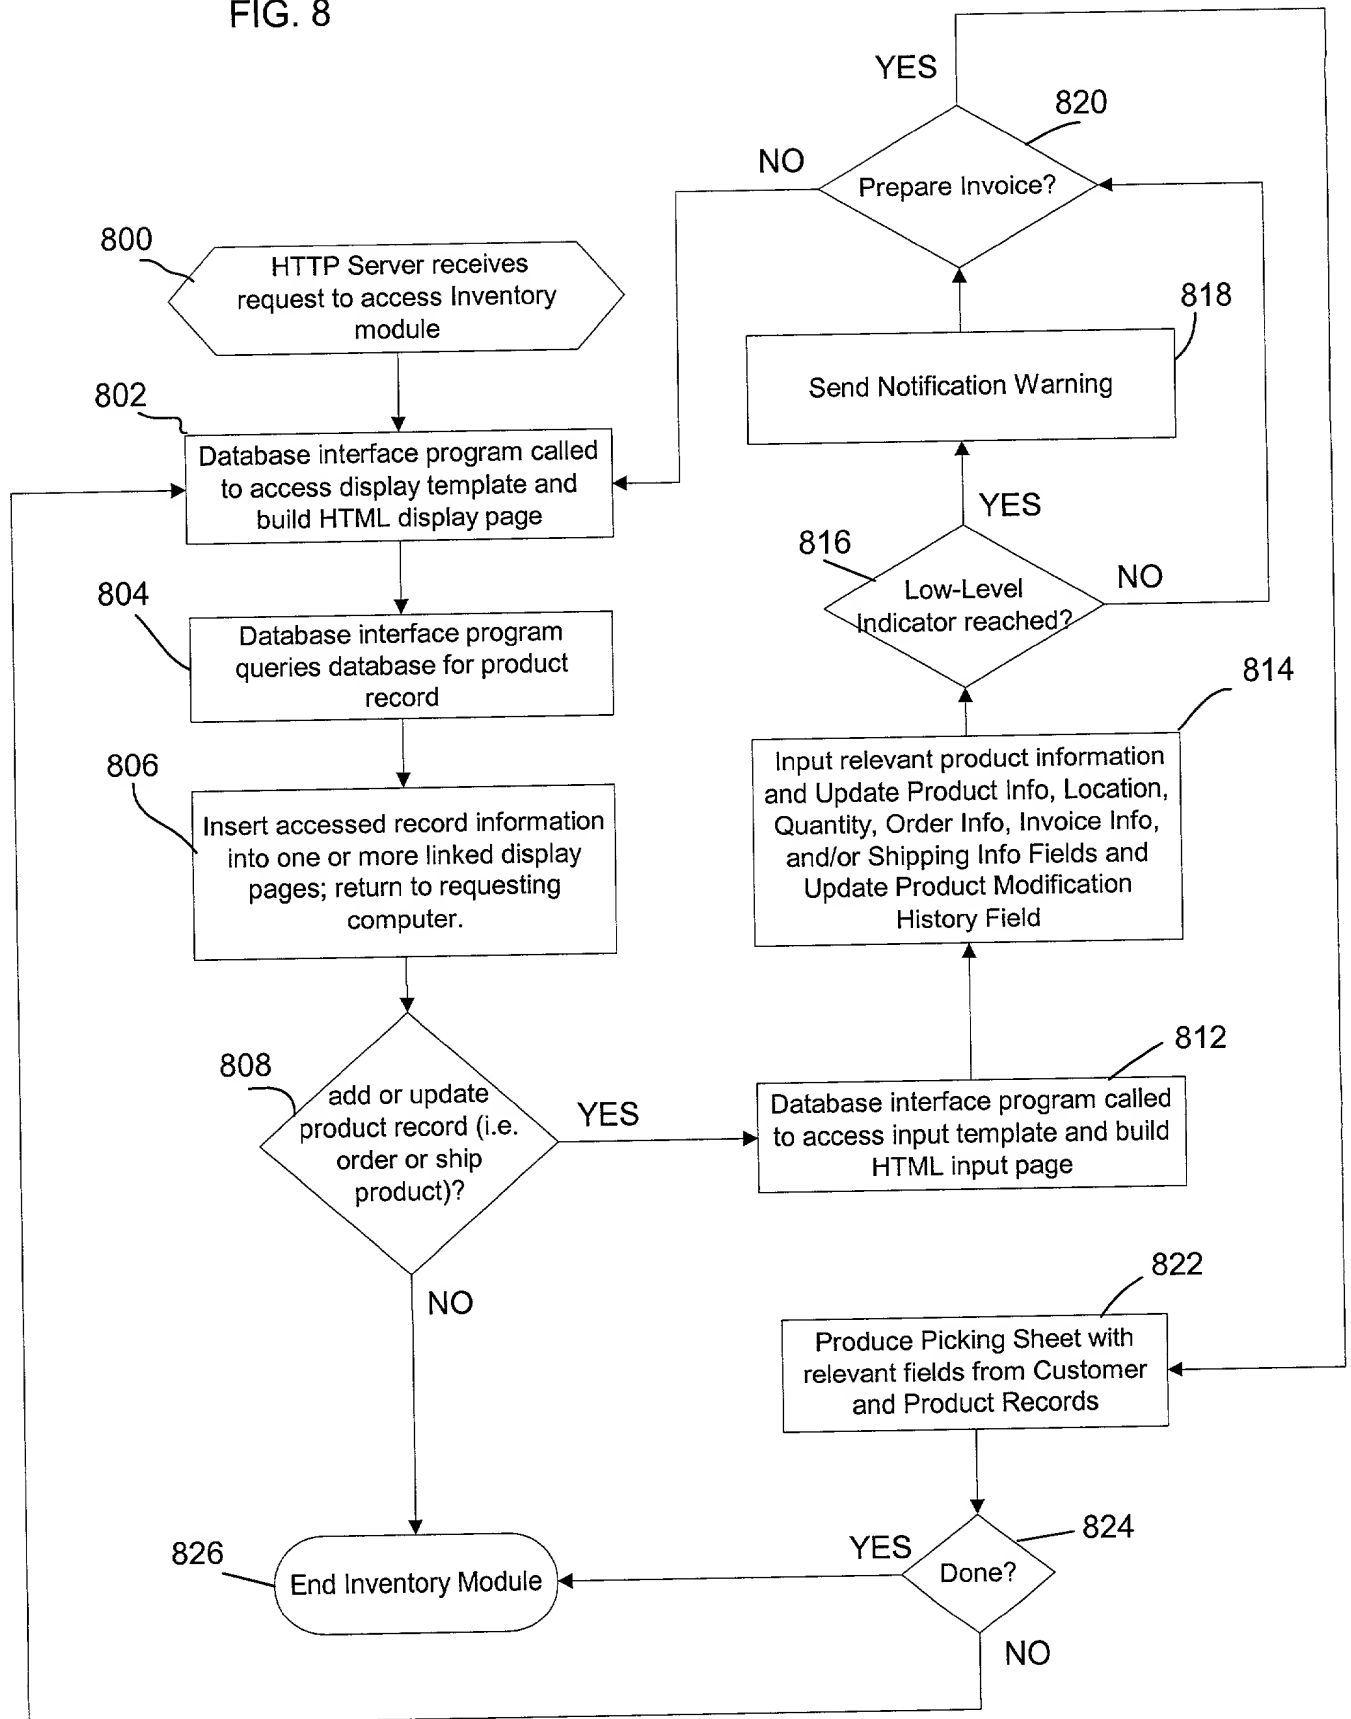 FIG. 8
YES
820
NO
Prepare Invoice?
800
HTTP Server receives
request to access Inventory
module
818
Send Notification Warning
802
Database interface program called
to access display template and
build HTML display page
YES
816
NO
Low-Level
Indicator reached?
804
Database interface program
queries database for product
record
814
Input relevant product information
and Update Product Info, Location,
Quantity, Order Info, Invoice Info,
and/or Shipping Info Fields and
Update Product Modification
History Field
806
Insert accessed record information
into one or more linked display
pages; return to requesting
computer.
808
add or update
product record (i.e.
order or ship
product)?
YES
812
Database interface program called
to access input template and build
HTML input page
NO
822
Produce Picking Sheet with
relevant fields from Customer
and Product Records
826
End Inventory Module
YES
824
Done?
NO